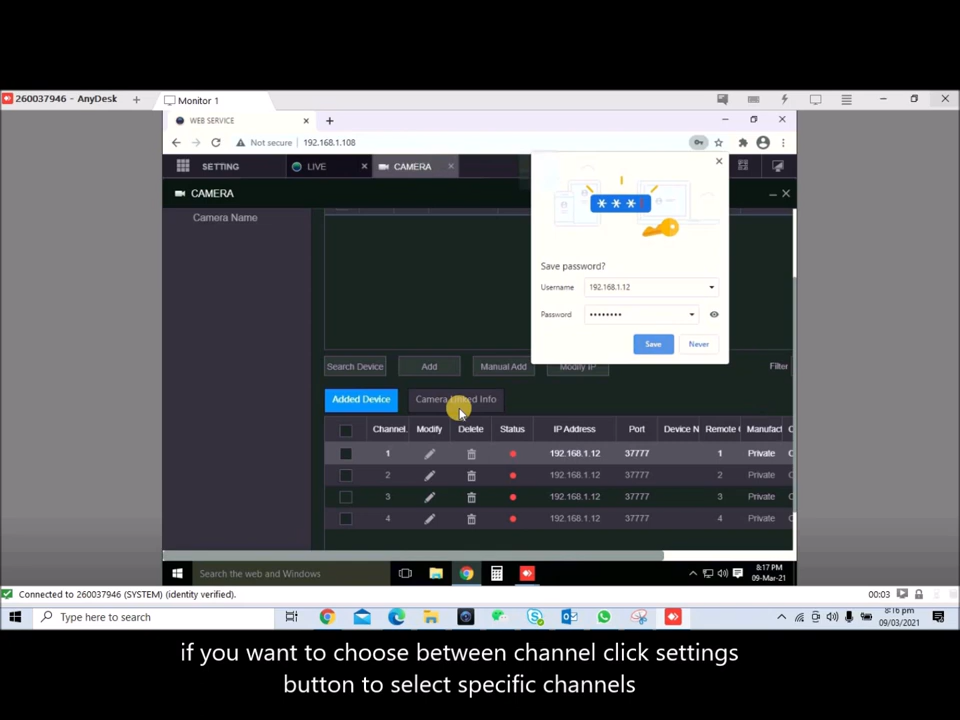 260037946 - AnyDesk
Monitor 1
WEB SERVICE
Not secure 192.168.1.108
SETTING LIVE CAMERA
CAMERA
Camera Name
* * *
Save password?
Username 192.168.1.12
Password ••••••••
Save Never
Search Device Add Manual Add Modify IP Filter
Added Device Camera Linked Info
Channel. Modify Delete Status IP Address Port Device N Remote Manufac
1 192.168.1.12 37777 1 Private
2 192.168.1.12 37777 2 Private
3 192.168.1.12 37777 3 Private
4 192.168.1.12 37777 4 Private
Search the web and Windows
8:17 PM
09-Mar-21
Connected to 260037946 (SYSTEM) (identity verified).
00:03
Type here to search
8:16 pm
09/03/2021
if you want to choose between channel click settings
button to select specific channels